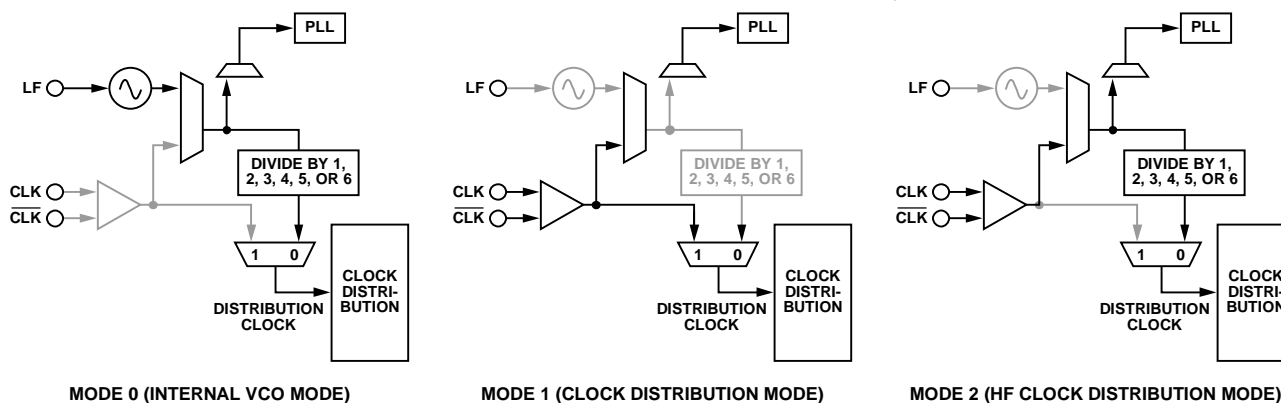 PLL
LF
DIVIDE BY 1,
2, 3, 4, 5, OR 6
CLK
CLK
1 0
CLOCK
DISTRI-
BUTION
DISTRIBUTION
CLOCK
MODE 0 (INTERNAL VCO MODE)
PLL
LF
DIVIDE BY 1,
2, 3, 4, 5, OR 6
CLK
CLK
1 0
CLOCK
DISTRI-
BUTION
DISTRIBUTION
CLOCK
MODE 1 (CLOCK DISTRIBUTION MODE)
PLL
LF
DIVIDE BY 1,
2, 3, 4, 5, OR 6
CLK
CLK
1 0
CLOCK
DISTRI-
BUTION
DISTRIBUTION
CLOCK
MODE 2 (HF CLOCK DISTRIBUTION MODE)